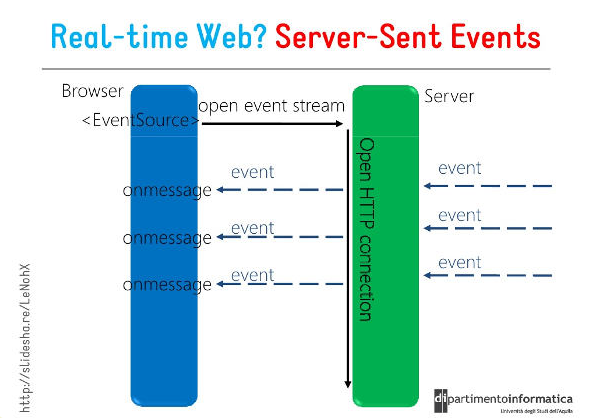 Real-time Web? Server-Sent Events
Browser
Server
<EventSource>
open event stream
Open HTTP connection
event
event
onmessage
event
event
onmessage
event
event
onmessage
http://slidesha.re/LeNohX
dipartimentoinformatica
Università degli Studi dell'Aquila